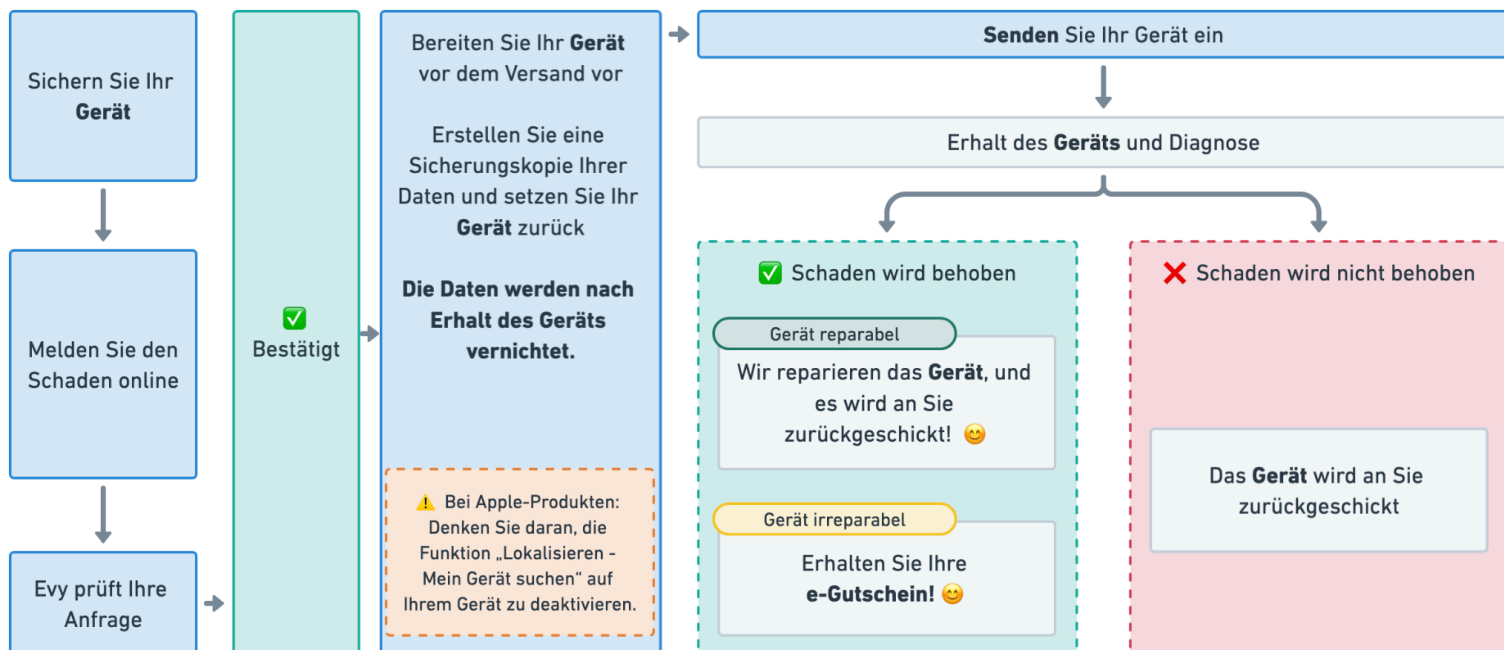 Sichern Sie Ihr
Gerät
Melden Sie den
Schaden online
Evy prüft Ihre
Anfrage
✅
Bestätigt
Bereiten Sie Ihr Gerät
vor dem Versand vor
Erstellen Sie eine
Sicherungskopie Ihrer
Daten und setzen Sie Ihr
Gerät zurück
Die Daten werden nach
Erhalt des Geräts
vernichtet.
⚠️ Bei Apple-Produkten:
Denken Sie daran, die
Funktion „Lokalisieren -
Mein Gerät suchen“ auf
Ihrem Gerät zu deaktivieren.
Senden Sie Ihr Gerät ein
Erhalt des Geräts und Diagnose
✅ Schaden wird behoben
Gerät reparabel
Wir reparieren das Gerät, und
es wird an Sie
zurückgeschickt! 😊
Gerät irreparabel
Erhalten Sie Ihre
e-Gutschein! 😊
❌ Schaden wird nicht behoben
Das Gerät wird an Sie
zurückgeschickt